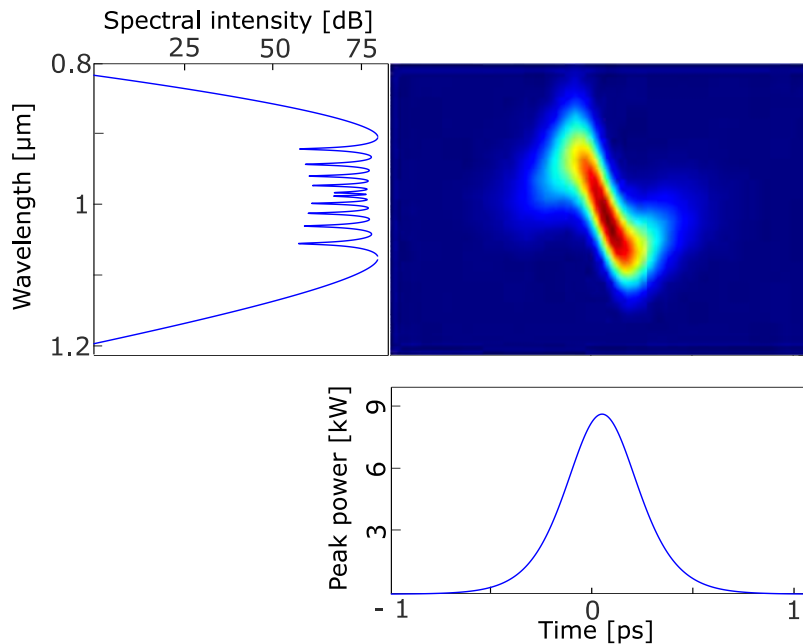 Spectral intensity [dB]
25 50 75
0.8
1
1.2
Wavelength [µm]
9
6
3
Peak power [kW]
- 1 0 1
Time [ps]